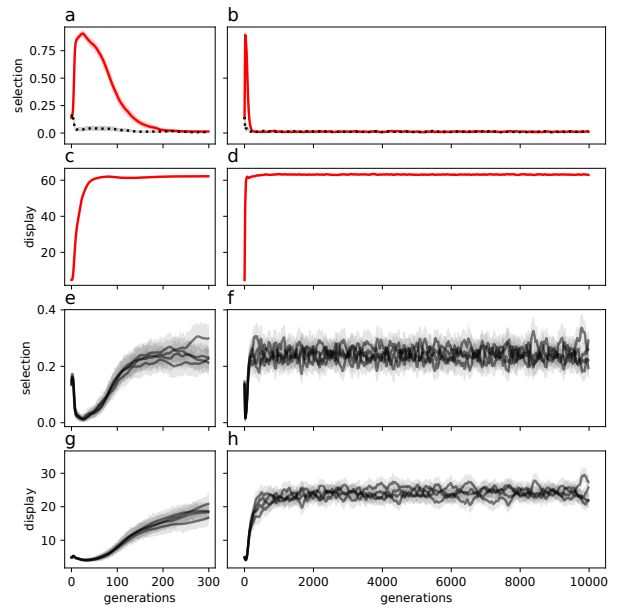 a
b
0.75
0.50
0.25
0.00
selection
c
d
60
40
20
display
e
f
0.4
0.2
0.0
selection
g
h
30
20
10
display
0 100 200 300
0 2000 4000 6000 8000 10000
generations
generations